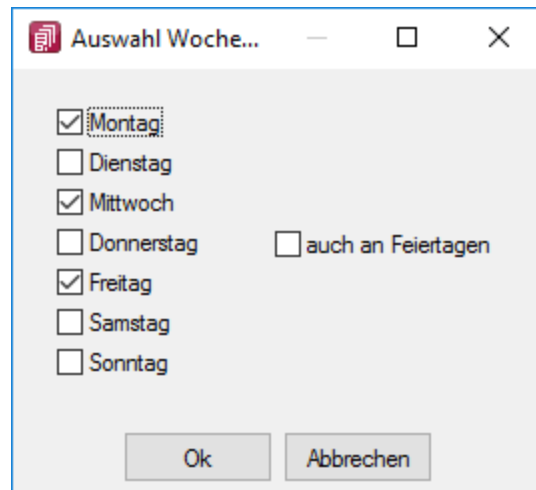 Auswahl Woche...
Montag
Dienstag
Mittwoch
Donnerstag auch an Feiertagen
Freitag
Samstag
Sonntag
Ok Abbrechen